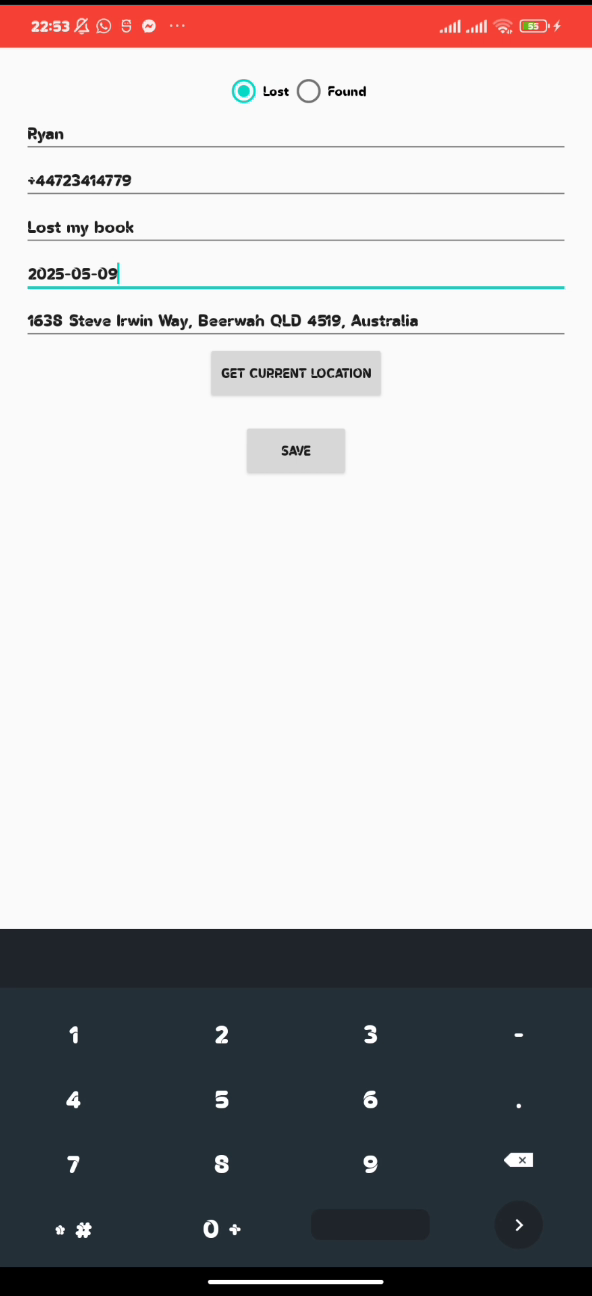 22:53
55
Lost Found
Ryan
+44723414779
Lost my book
2025-05-09
1638 Steve Irwin Way, Beerwah QLD 4519, Australia
GET CURRENT LOCATION
SAVE
1 2 3 -
4 5 6 .
7 8 9
* # 0 +